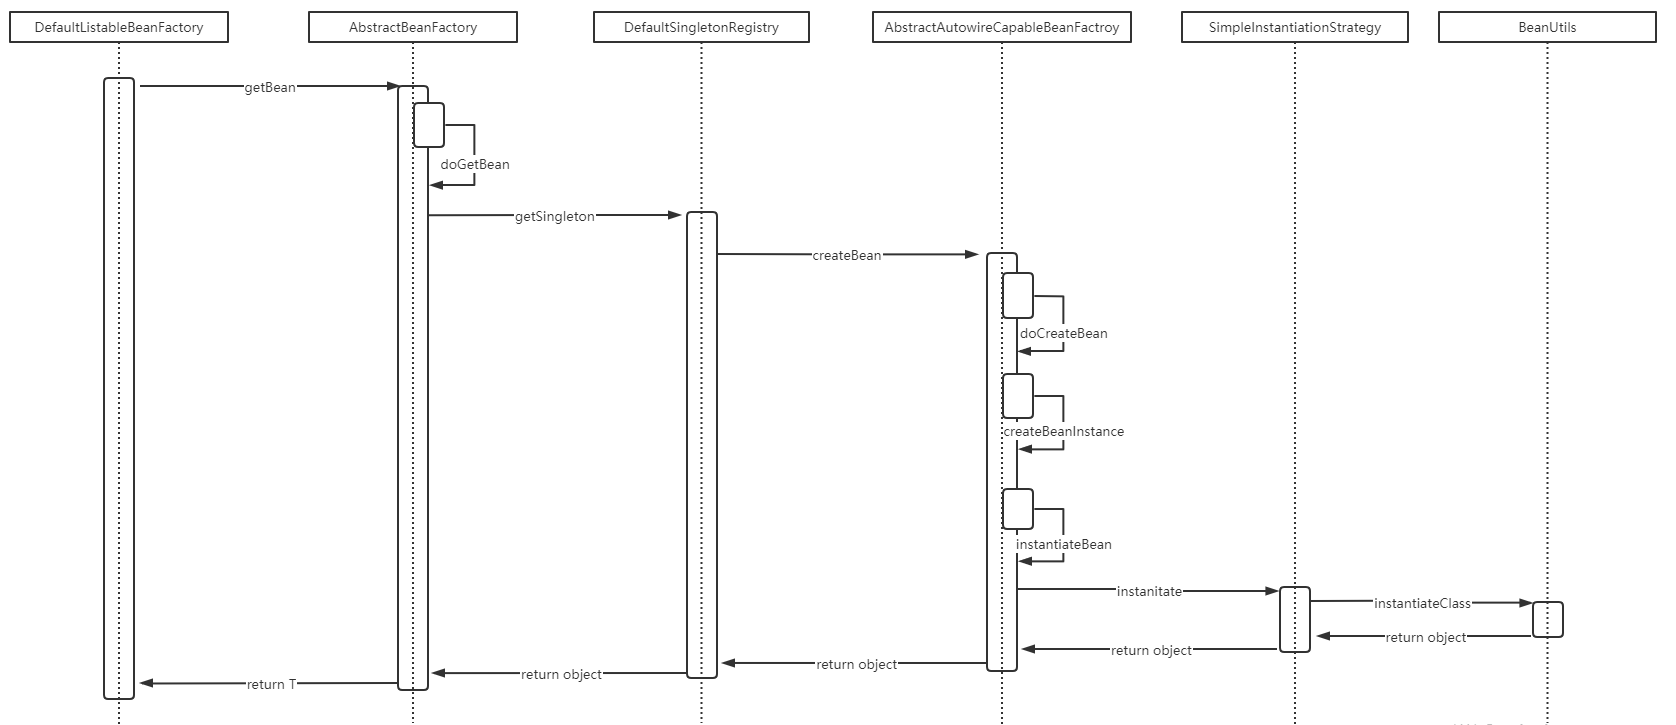 DefaultListableBeanFactory
AbstractBeanFactory
DefaultSingletonRegistry
AbstractAutowireCapableBeanFactroy
SimpleInstantiationStrategy
BeanUtils
getBean
doGetBean
getSingleton
createBean
doCreateBean
createBeanInstance
instantiateBean
instanitate
instantiateClass
return object
return object
return object
return object
return T